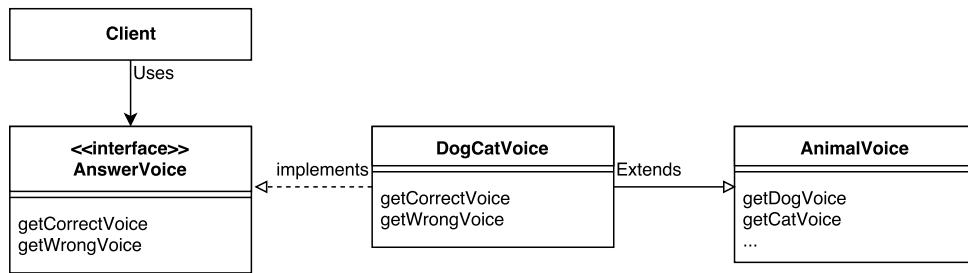 Client
Uses
<<interface>>
AnswerVoice
getCorrectVoice
getWrongVoice
implements
DogCatVoice
getCorrectVoice
getWrongVoice
Extends
AnimalVoice
getDogVoice
getCatVoice
...